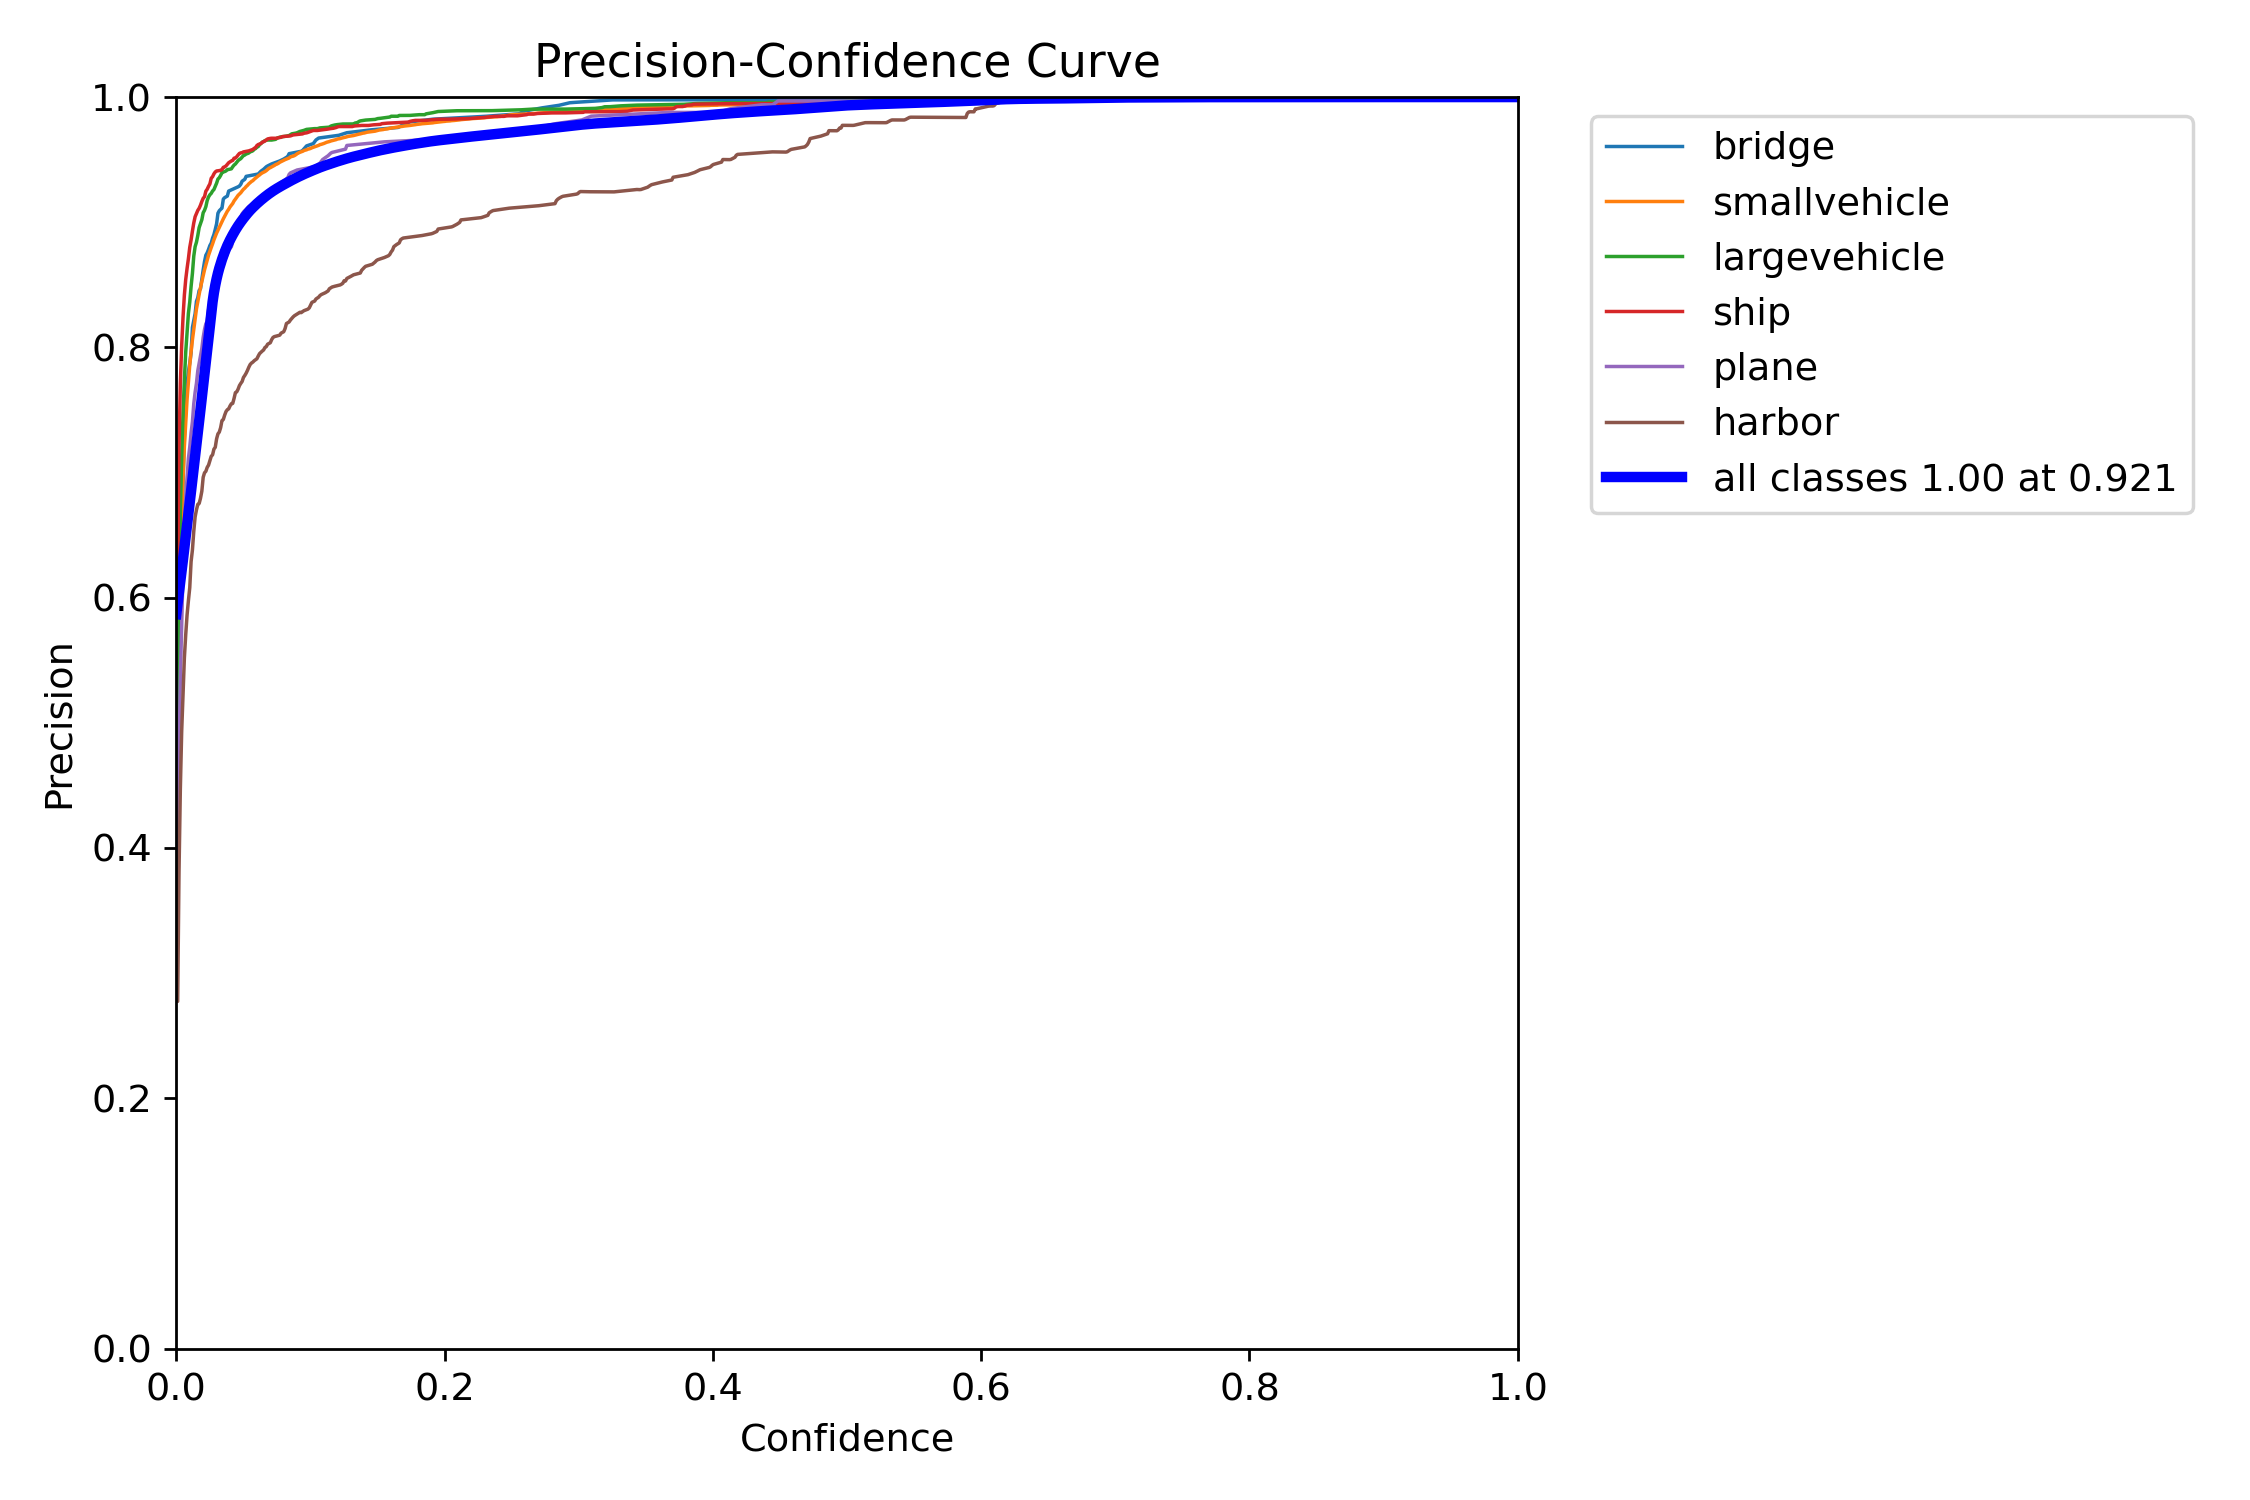 Precision-Confidence Curve
1.0
0.8
0.6
0.4
0.2
0.0
Precision
0.0 0.2 0.4 0.6 0.8 1.0
Confidence
bridge
smallvehicle
largevehicle
ship
plane
harbor
all classes 1.00 at 0.921